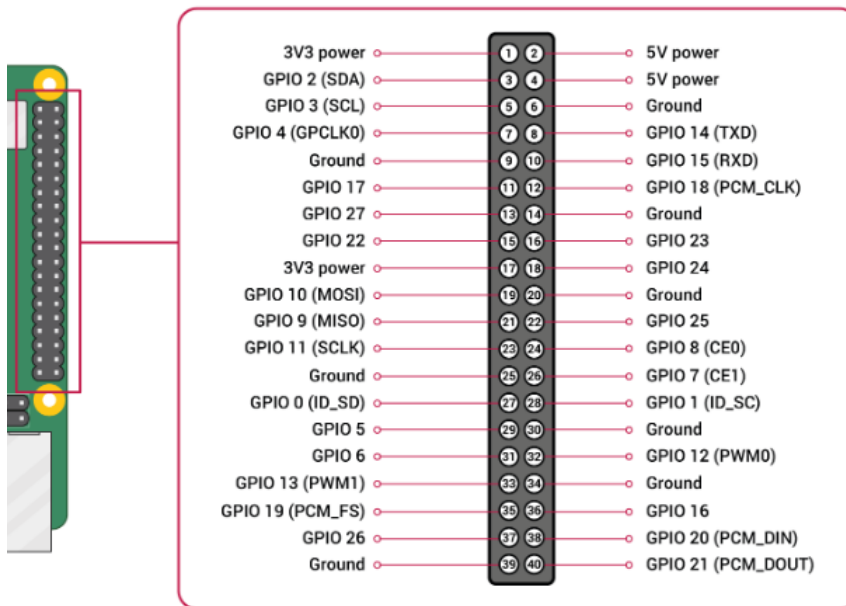 3V3 power 1 2 5V power
GPIO 2 (SDA) 3 4 5V power
GPIO 3 (SCL) 5 6 Ground
GPIO 4 (GPCLK0) 7 8 GPIO 14 (TXD)
Ground 9 10 GPIO 15 (RXD)
GPIO 17 11 12 GPIO 18 (PCM_CLK)
GPIO 27 13 14 Ground
GPIO 22 15 16 GPIO 23
3V3 power 17 18 GPIO 24
GPIO 10 (MOSI) 19 20 Ground
GPIO 9 (MISO) 21 22 GPIO 25
GPIO 11 (SCLK) 23 24 GPIO 8 (CE0)
Ground 25 26 GPIO 7 (CE1)
GPIO 0 (ID_SD) 27 28 GPIO 1 (ID_SC)
GPIO 5 29 30 Ground
GPIO 6 31 32 GPIO 12 (PWM0)
GPIO 13 (PWM1) 33 34 Ground
GPIO 19 (PCM_FS) 35 36 GPIO 16
GPIO 26 37 38 GPIO 20 (PCM_DIN)
Ground 39 40 GPIO 21 (PCM_DOUT)